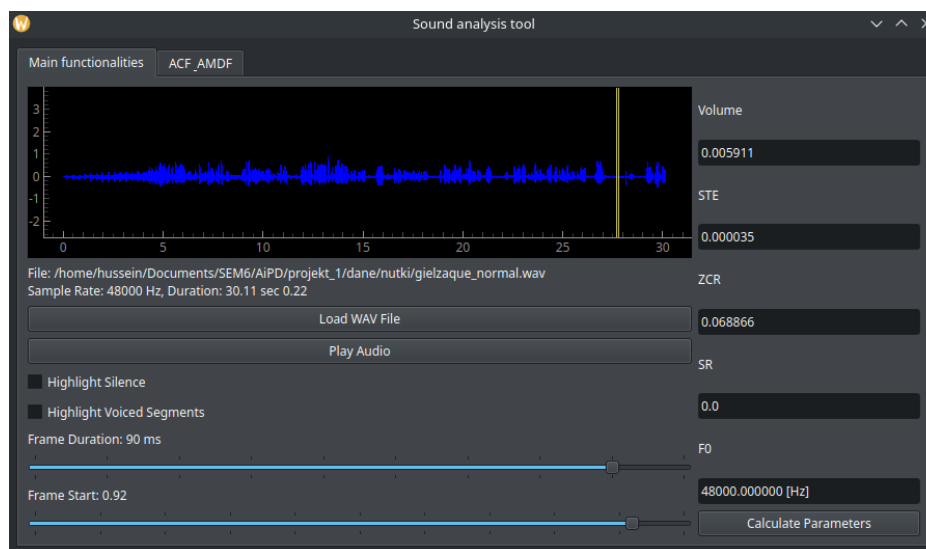 Sound analysis tool
Main functionalities
ACF_AMDF
3
2
1
0
-1
-2
0 5 10 15 20 25 30
File: /home/hussein/Documents/SEM6/AiPD/projekt_1/dane/nutki/gielzaque_normal.wav
Sample Rate: 48000 Hz, Duration: 30.11 sec 0.22
Load WAV File
Play Audio
Highlight Silence
Highlight Voiced Segments
Frame Duration: 90 ms
Frame Start: 0.92
Volume
0.005911
STE
0.000035
ZCR
0.068866
SR
0.0
F0
48000.000000 [Hz]
Calculate Parameters